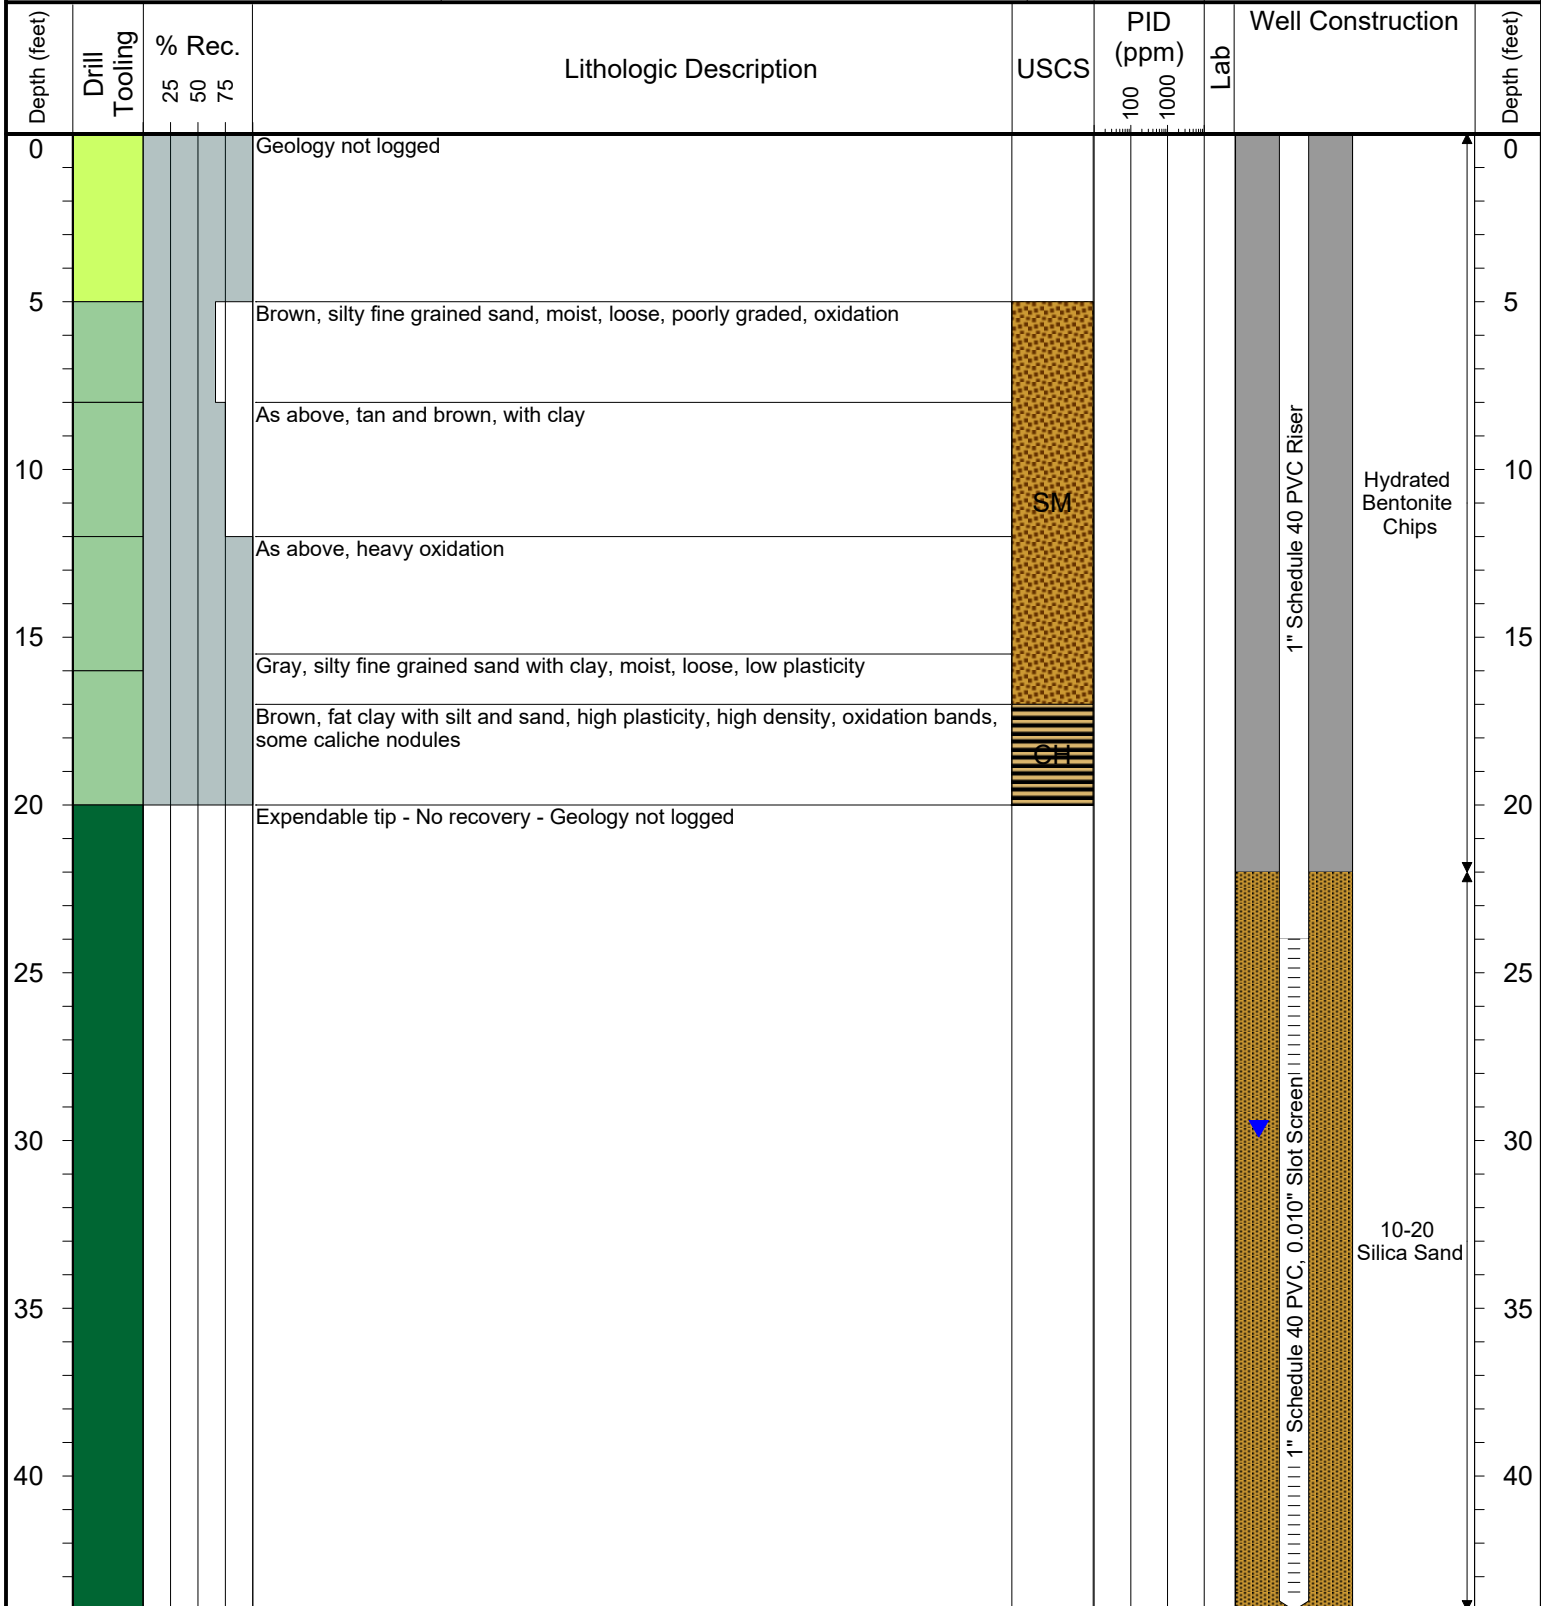 Depth (feet)
Drill
Tooling
% Rec.
25
50
75
Lithologic Description
USCS
PID
(ppm)
100
1000
Lab
Well Construction
Depth (feet)
0
Geology not logged
0
5
Brown, silty fine grained sand, moist, loose, poorly graded, oxidation
5
As above, tan and brown, with clay
10
SM
1" Schedule 40 PVC Riser
Hydrated
Bentonite
Chips
10
As above, heavy oxidation
15
15
Gray, silty fine grained sand with clay, moist, loose, low plasticity
Brown, fat clay with silt and sand, high plasticity, high density, oxidation bands,
some caliche nodules
CH
20
Expendable tip - No recovery - Geology not logged
20
25
25
30
1" Schedule 40 PVC, 0.010" Slot Screen
30
10-20
Silica Sand
35
35
40
40